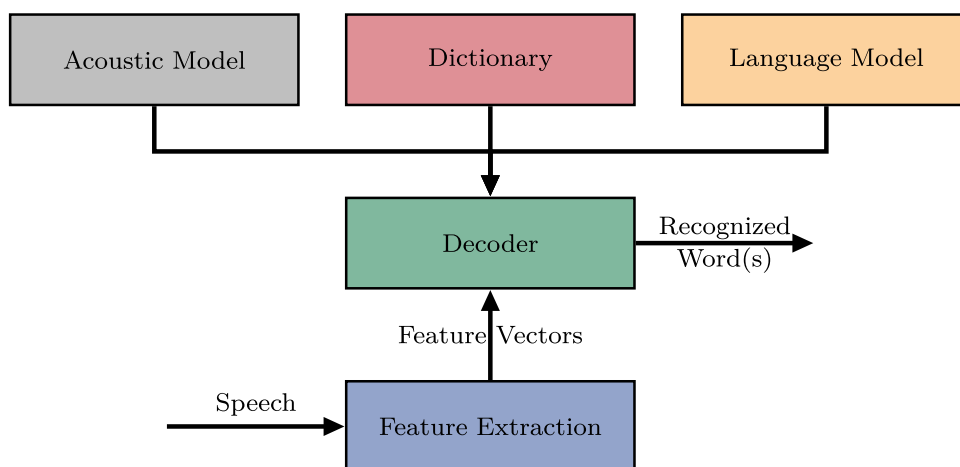 Acoustic Model
Dictionary
Language Model
Decoder
Recognized
Word(s)
Feature Vectors
Speech
Feature Extraction